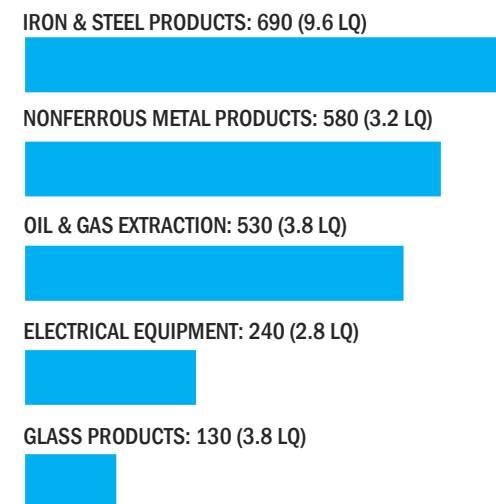 IRON & STEEL PRODUCTS: 690 (9.6 LQ)
NONFERROUS METAL PRODUCTS: 580 (3.2 LQ)
OIL & GAS EXTRACTION: 530 (3.8 LQ)
ELECTRICAL EQUIPMENT: 240 (2.8 LQ)
GLASS PRODUCTS: 130 (3.8 LQ)